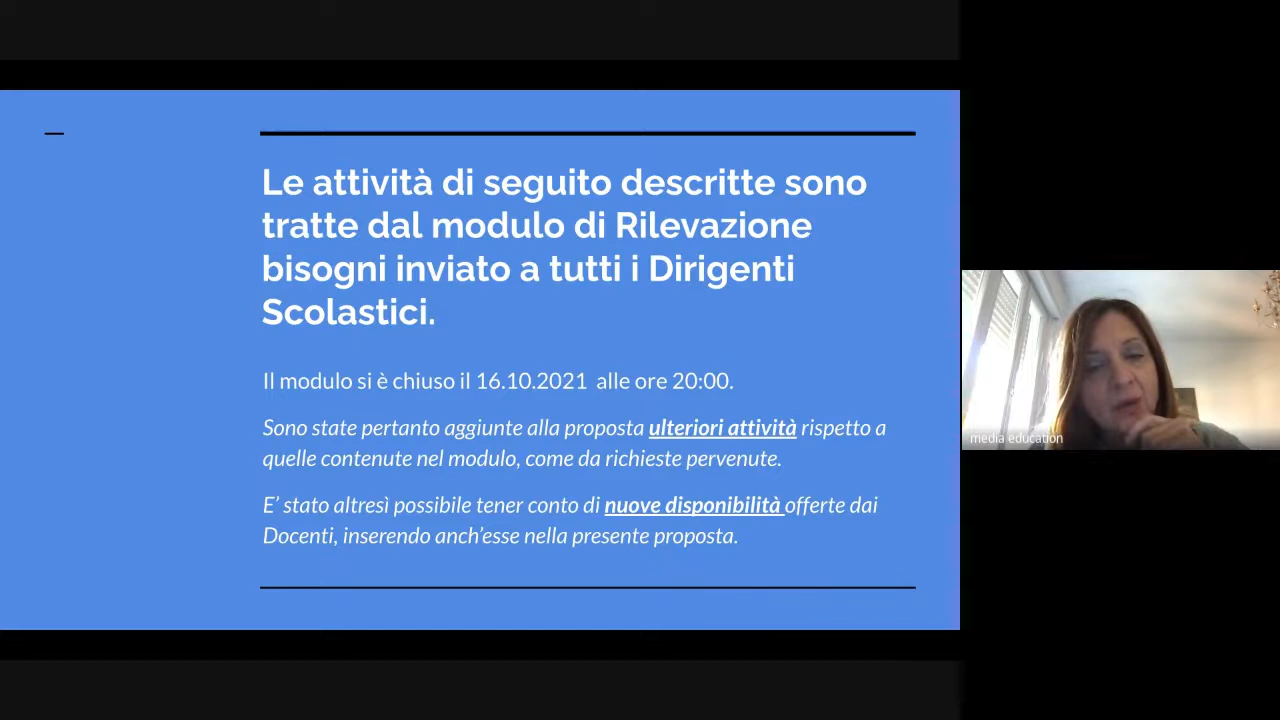 Le attività di seguito descritte sono
tratte dal modulo di Rilevazione
bisogni inviato a tutti i Dirigenti
Scolastici.
Il modulo si è chiuso il 16.10.2021 alle ore 20:00.
Sono state pertanto aggiunte alla proposta ulteriori attività rispetto a
quelle contenute nel modulo, come da richieste pervenute.
E' stato altresì possibile tener conto di nuove disponibilità offerte dai
Docenti, inserendo anch'esse nella presente proposta.
media education